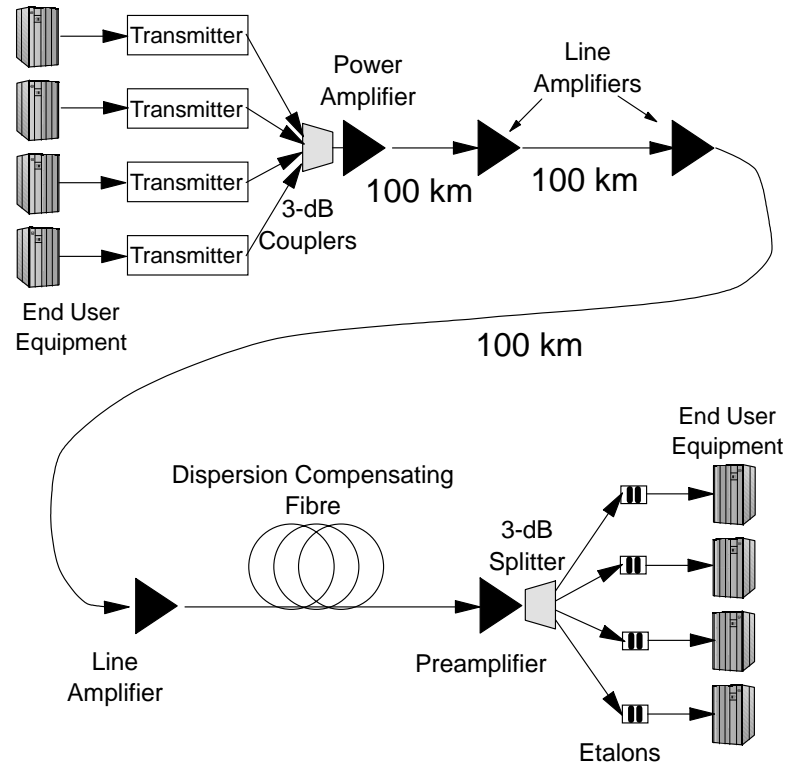 Transmitter
Transmitter
Transmitter
Transmitter
End User
Equipment
3-dB
Couplers
Power
Amplifier
Line
Amplifiers
100 km
100 km
100 km
Line
Amplifier
Dispersion Compensating
Fibre
Preamplifier
3-dB
Splitter
End User
Equipment
Etalons